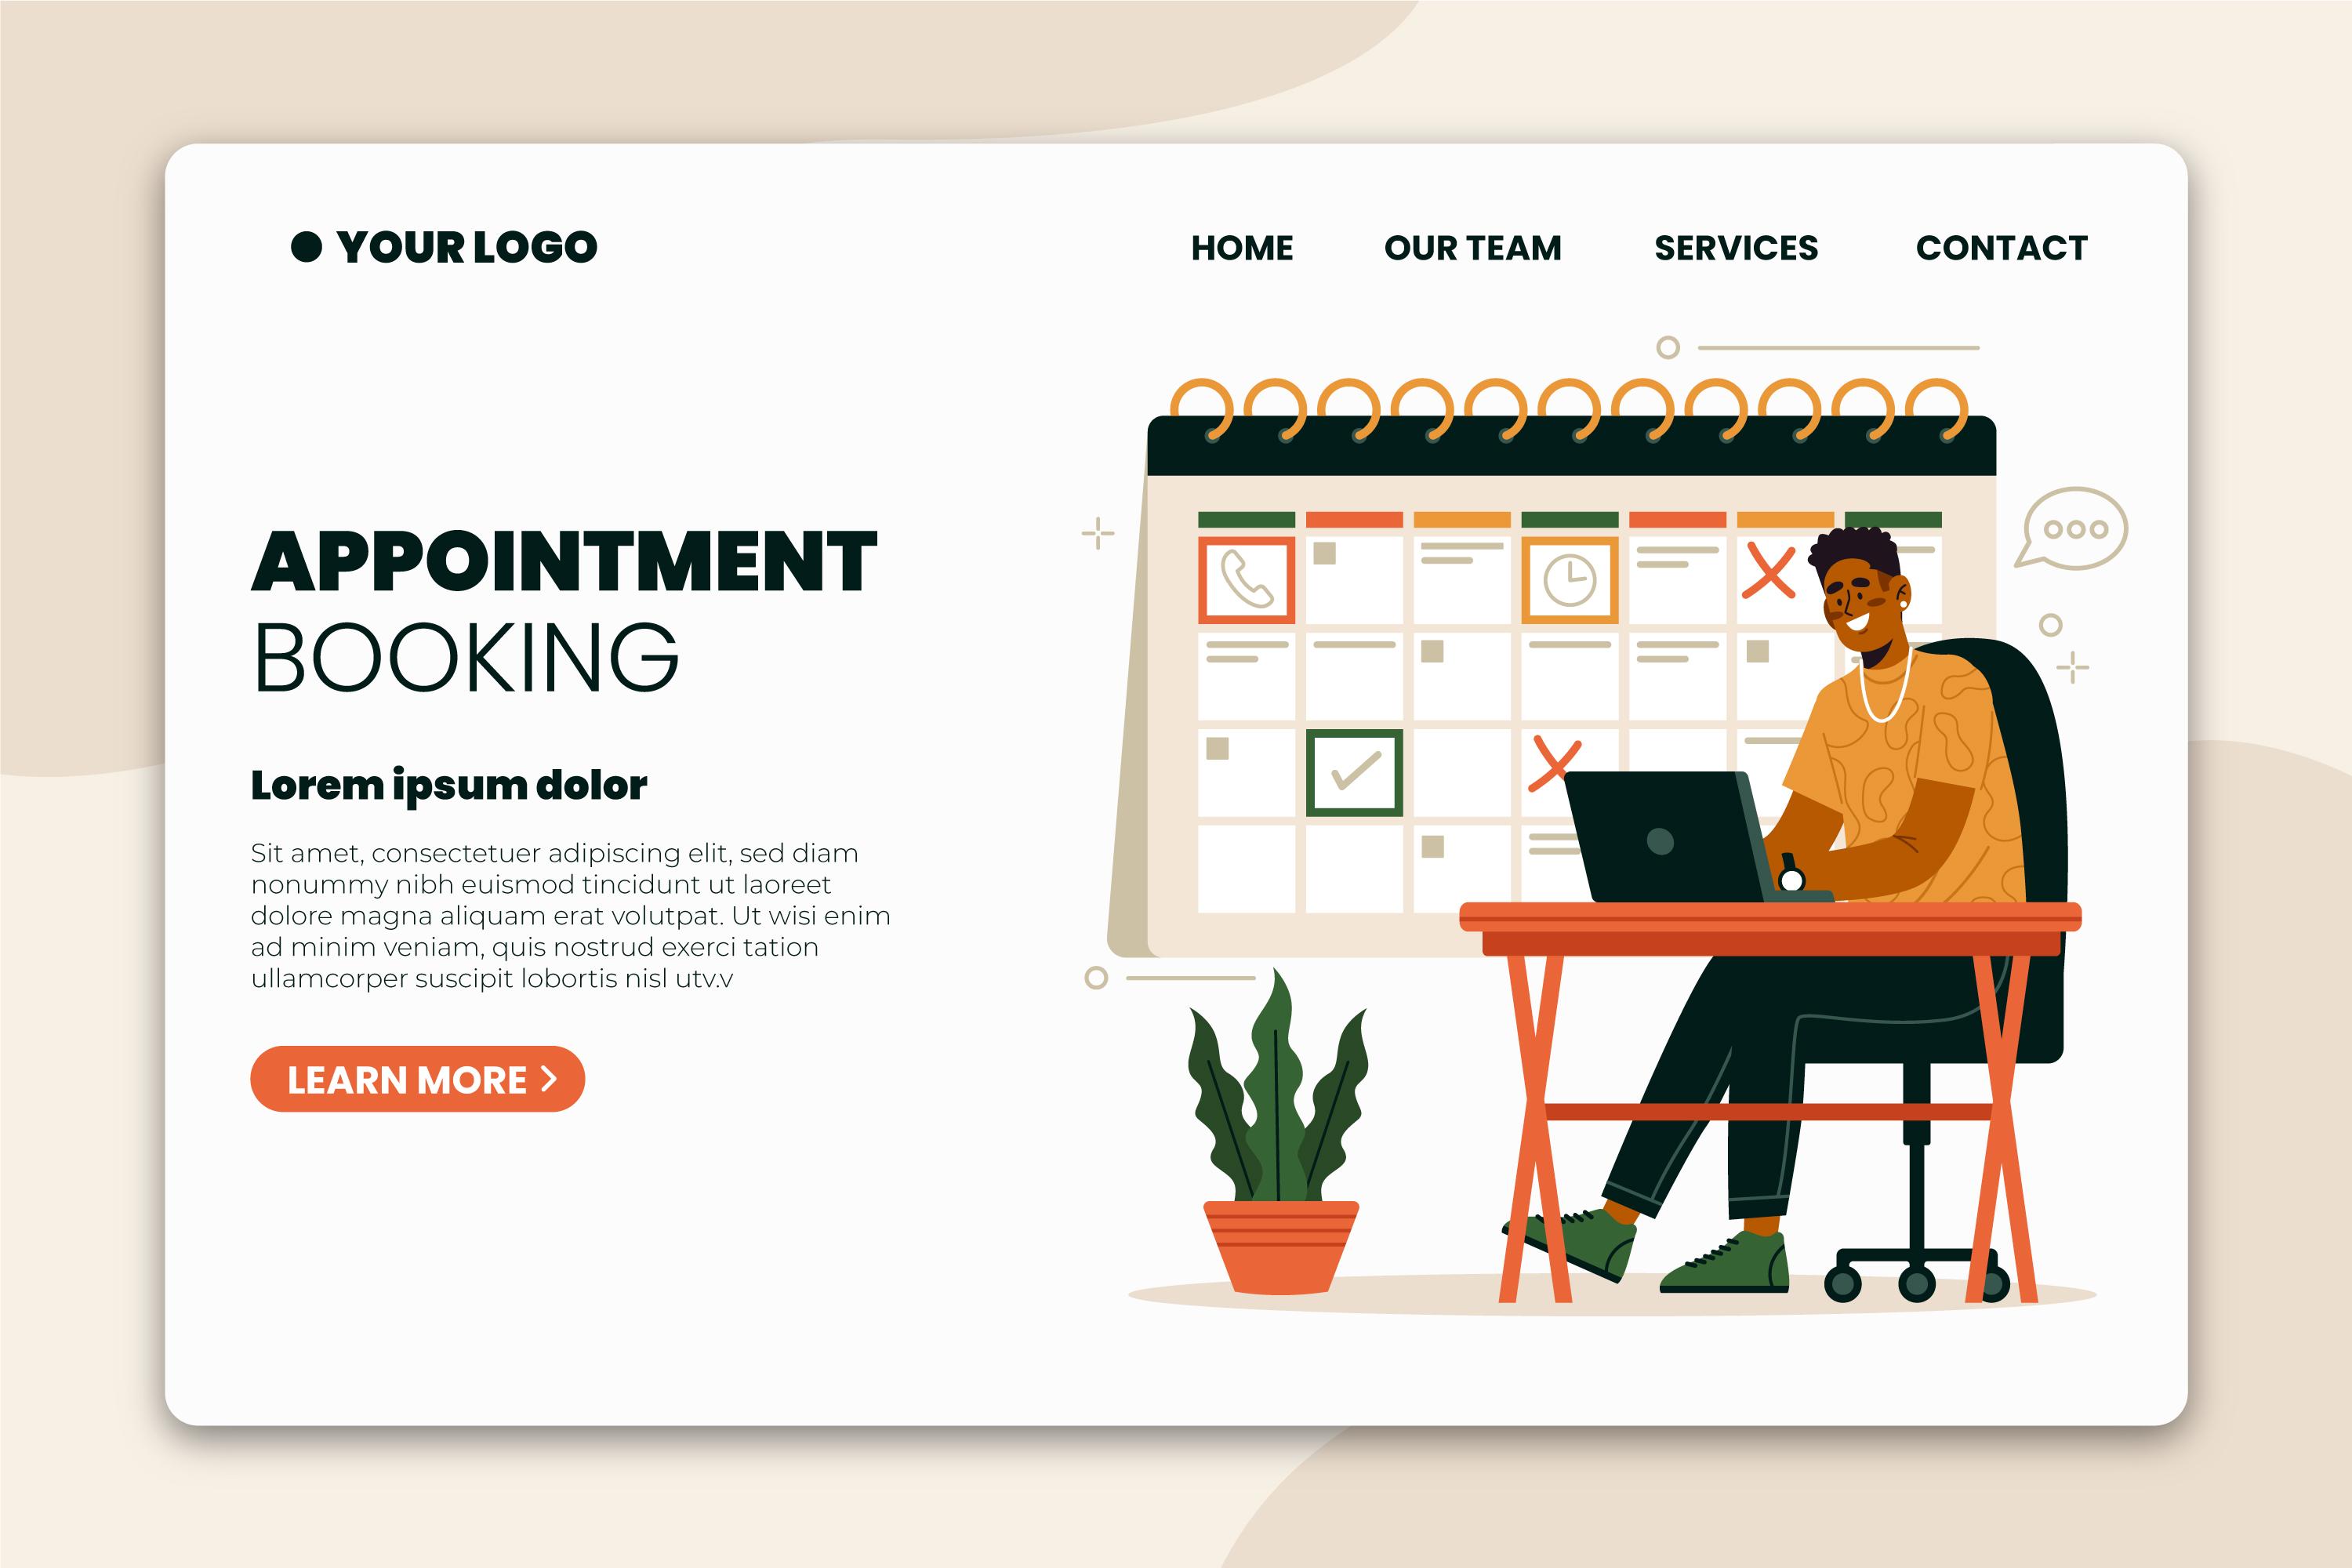 YOUR LOGO
HOME OUR TEAM SERVICES CONTACT
APPOINTMENT
BOOKING
Lorem ipsum dolor
Sit amet, consectetuer adipiscing elit, sed diam
nonummy nibh euismod tincidunt ut laoreet
dolore magna aliquam erat volutpat. Ut wisi enim
ad minim veniam, quis nostrud exerci tation
ullamcorper suscipit lobortis nisl utv.v
LEARN MORE